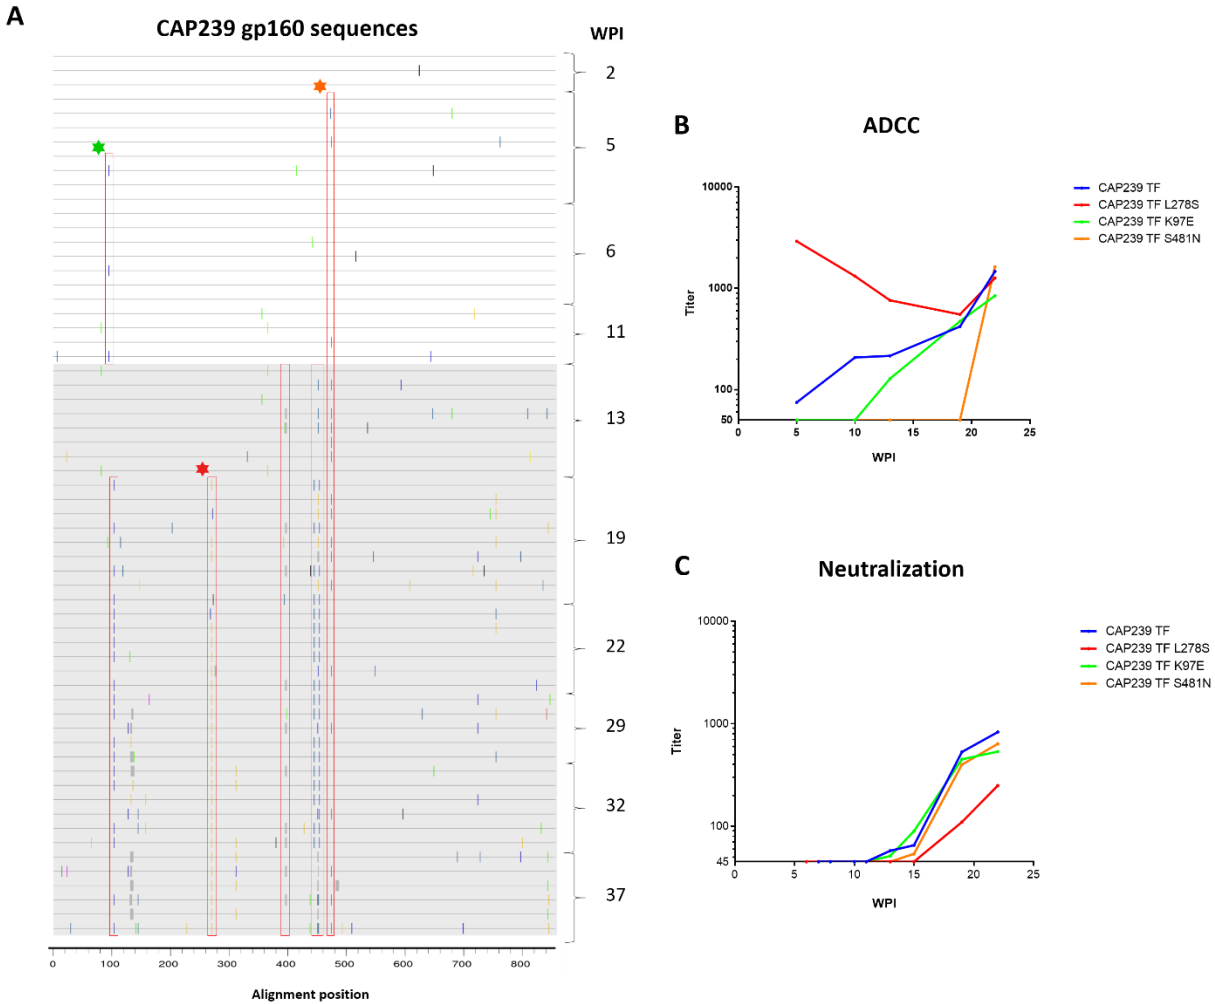 A
CAP239 gp160 sequences
WPI
2
5
6
11
13
19
22
29
32
37
0 100 200 300 400 500 600 700 800
Alignment position
B
ADCC
10000
1000
100
50
Titer
0 5 10 15 20 25
WPI
CAP239 TF
CAP239 TF L278S
CAP239 TF K97E
CAP239 TF S481N
C
Neutralization
10000
1000
100
45
Titer
0 5 10 15 20 25
WPI
CAP239 TF
CAP239 TF L278S
CAP239 TF K97E
CAP239 TF S481N